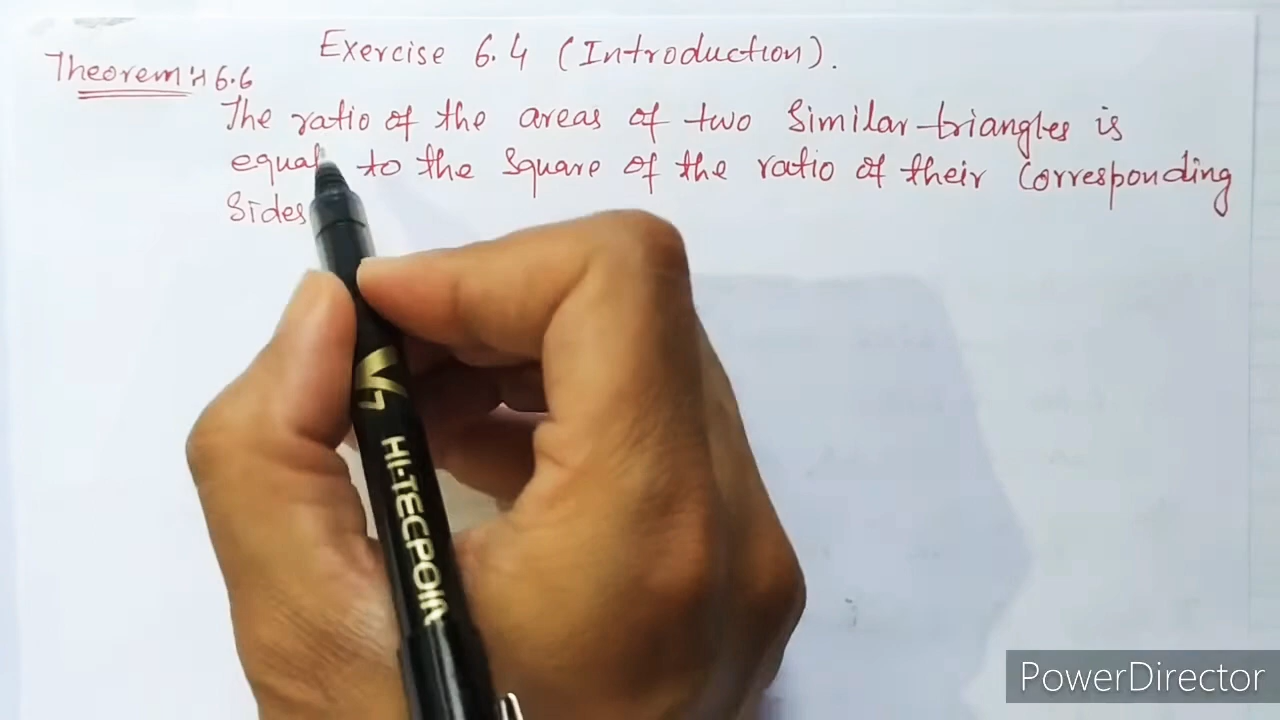 Exercise 6.4 (Introduction).
Theorem:- 6.6
The ratio of the areas of two Similar triangles is
equal to the square of the ratio of their Corresponding
Sides
V7
HI-TECPOIN
PowerDirector